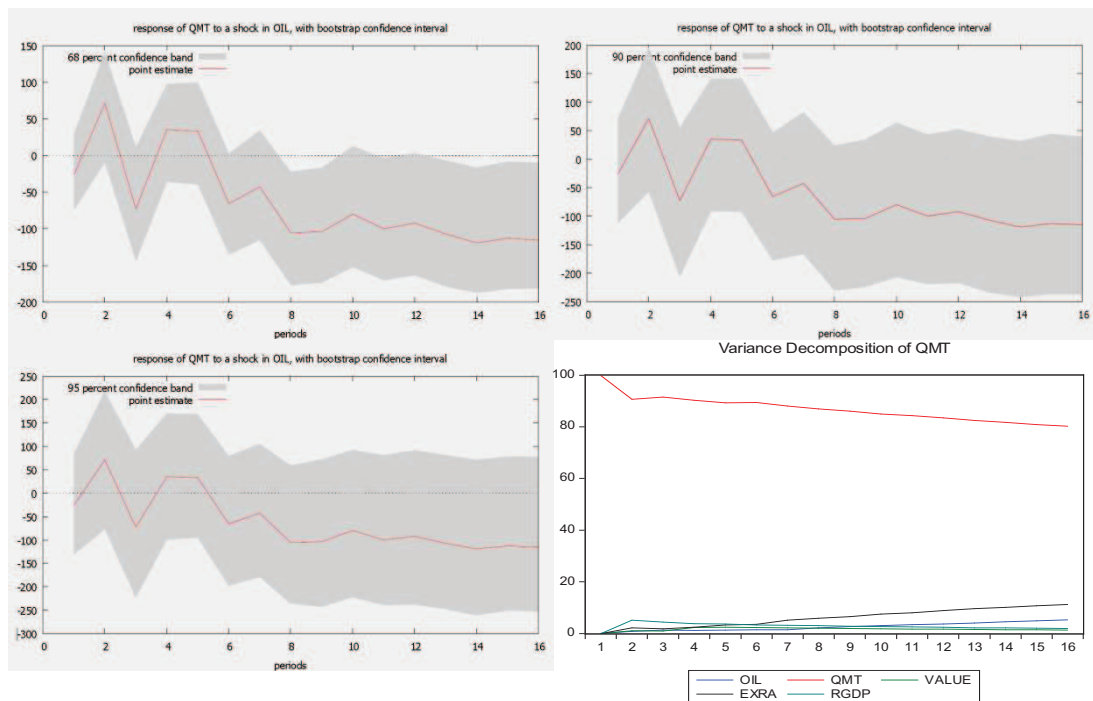 response of QMT to a shock in OIL, with bootstrap confidence interval
68 percent confidence band
point estimate
150
100
50
0
-50
-100
-150
-200
0 2 4 6 8 10 12 14 16
periods
response of QMT to a shock in OIL, with bootstrap confidence interval
90 percent confidence band
point estimate
200
150
100
50
0
-50
-100
-150
-200
-250
0 2 4 6 8 10 12 14 16
periods
response of QMT to a shock in OIL, with bootstrap confidence interval
95 percent confidence band
point estimate
250
200
150
100
50
0
-50
-100
-150
-200
-250
-300
0 2 4 6 8 10 12 14 16
periods
Variance Decomposition of QMT
100
80
60
40
20
0
1 2 3 4 5 6 7 8 9 10 11 12 13 14 15 16
OIL QMT VALUE
EXRA RGDP